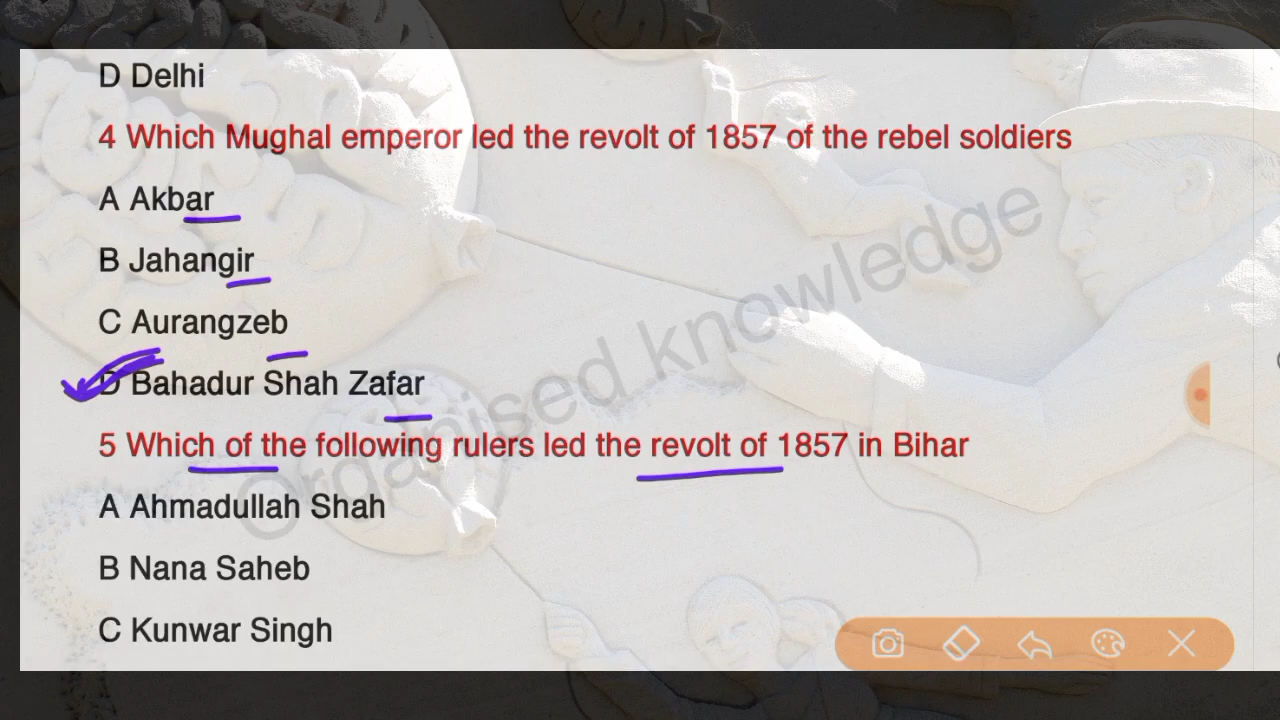 D Delhi
4 Which Mughal emperor led the revolt of 1857 of the rebel soldiers
A Akbar
B Jahangir
C Aurangzeb
D Bahadur Shah Zafar
5 Which of the following rulers led the revolt of 1857 in Bihar
A Ahmadullah Shah
B Nana Saheb
C Kunwar Singh
Organised knowledge